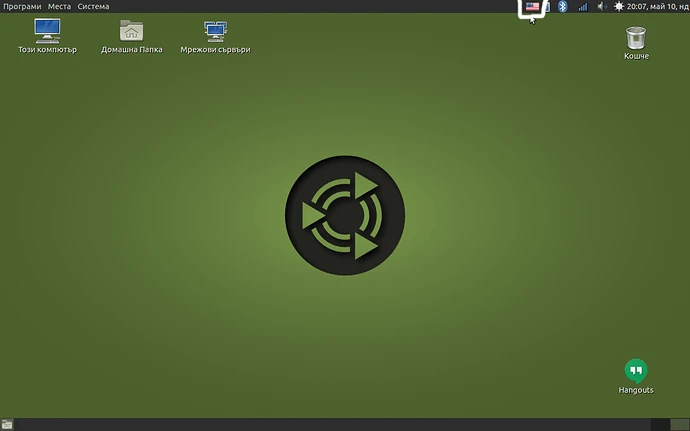 Програми Места Система
20:07, май 10, нд
Този компютър
Домашна Папка
Мрежови сървъри
Кошче
Hangouts